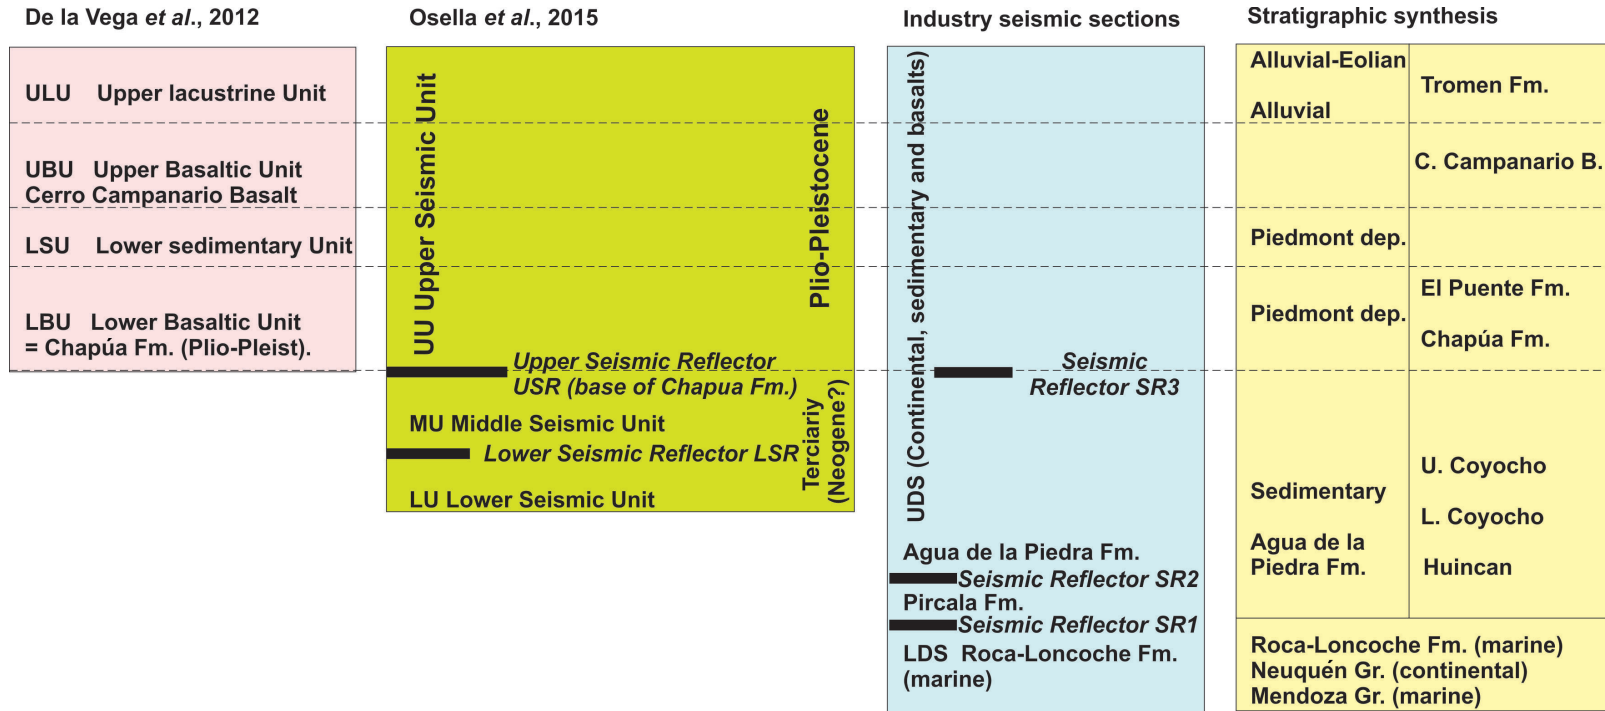 De la Vega et al., 2012
ULU Upper lacustrine Unit
UBU Upper Basaltic Unit
Cerro Campanario Basalt
LSU Lower sedimentary Unit
LBU Lower Basaltic Unit
= Chapúa Fm. (Plio-Pleist).
Osella et al., 2015
UU Upper Seismic Unit
Plio-Pleistocene
Upper Seismic Reflector
USR (base of Chapua Fm.)
MU Middle Seismic Unit
Lower Seismic Reflector LSR
LU Lower Seismic Unit
Terciariy
(Neogene?)
Industry seismic sections
UDS (Continental, sedimentary and basalts)
Seismic
Reflector SR3
Agua de la Piedra Fm.
Seismic Reflector SR2
Pircala Fm.
Seismic Reflector SR1
LDS Roca-Loncoche Fm.
(marine)
Stratigraphic synthesis
Alluvial-Eolian
Alluvial
Tromen Fm.
C. Campanario B.
Piedmont dep.
Piedmont dep.
El Puente Fm.
Chapúa Fm.
Sedimentary
Agua de la
Piedra Fm.
U. Coyocho
L. Coyocho
Huincan
Roca-Loncoche Fm. (marine)
Neuquén Gr. (continental)
Mendoza Gr. (marine)